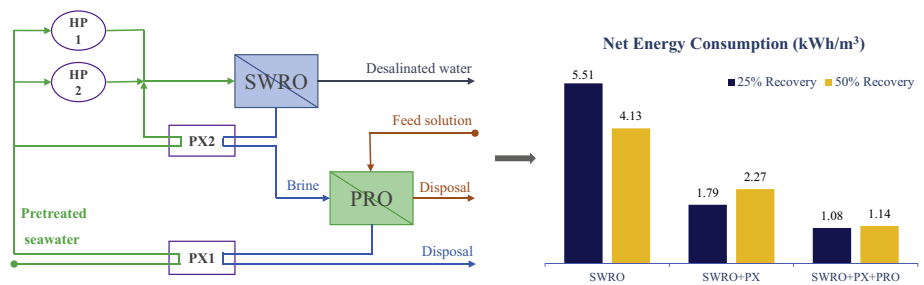 HP
1
HP
2
SWRO
Desalinated water
PX2
Feed solution
Brine
PRO
Disposal
Pretreated
seawater
PX1
Disposal
Net Energy Consumption (kWh/m³)
25% Recovery
50% Recovery
5.51
4.13
1.79
2.27
1.08
1.14
SWRO
SWRO+PX
SWRO+PX+PRO